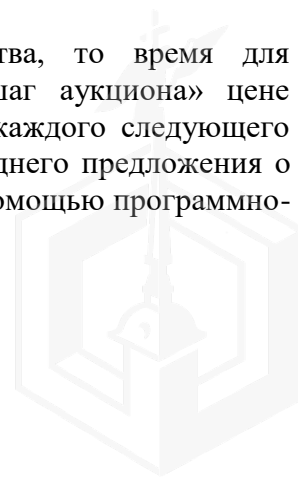 тва, то время для
шаг аукциона» цене
каждого следующего
днего предложения о
омощью программно-